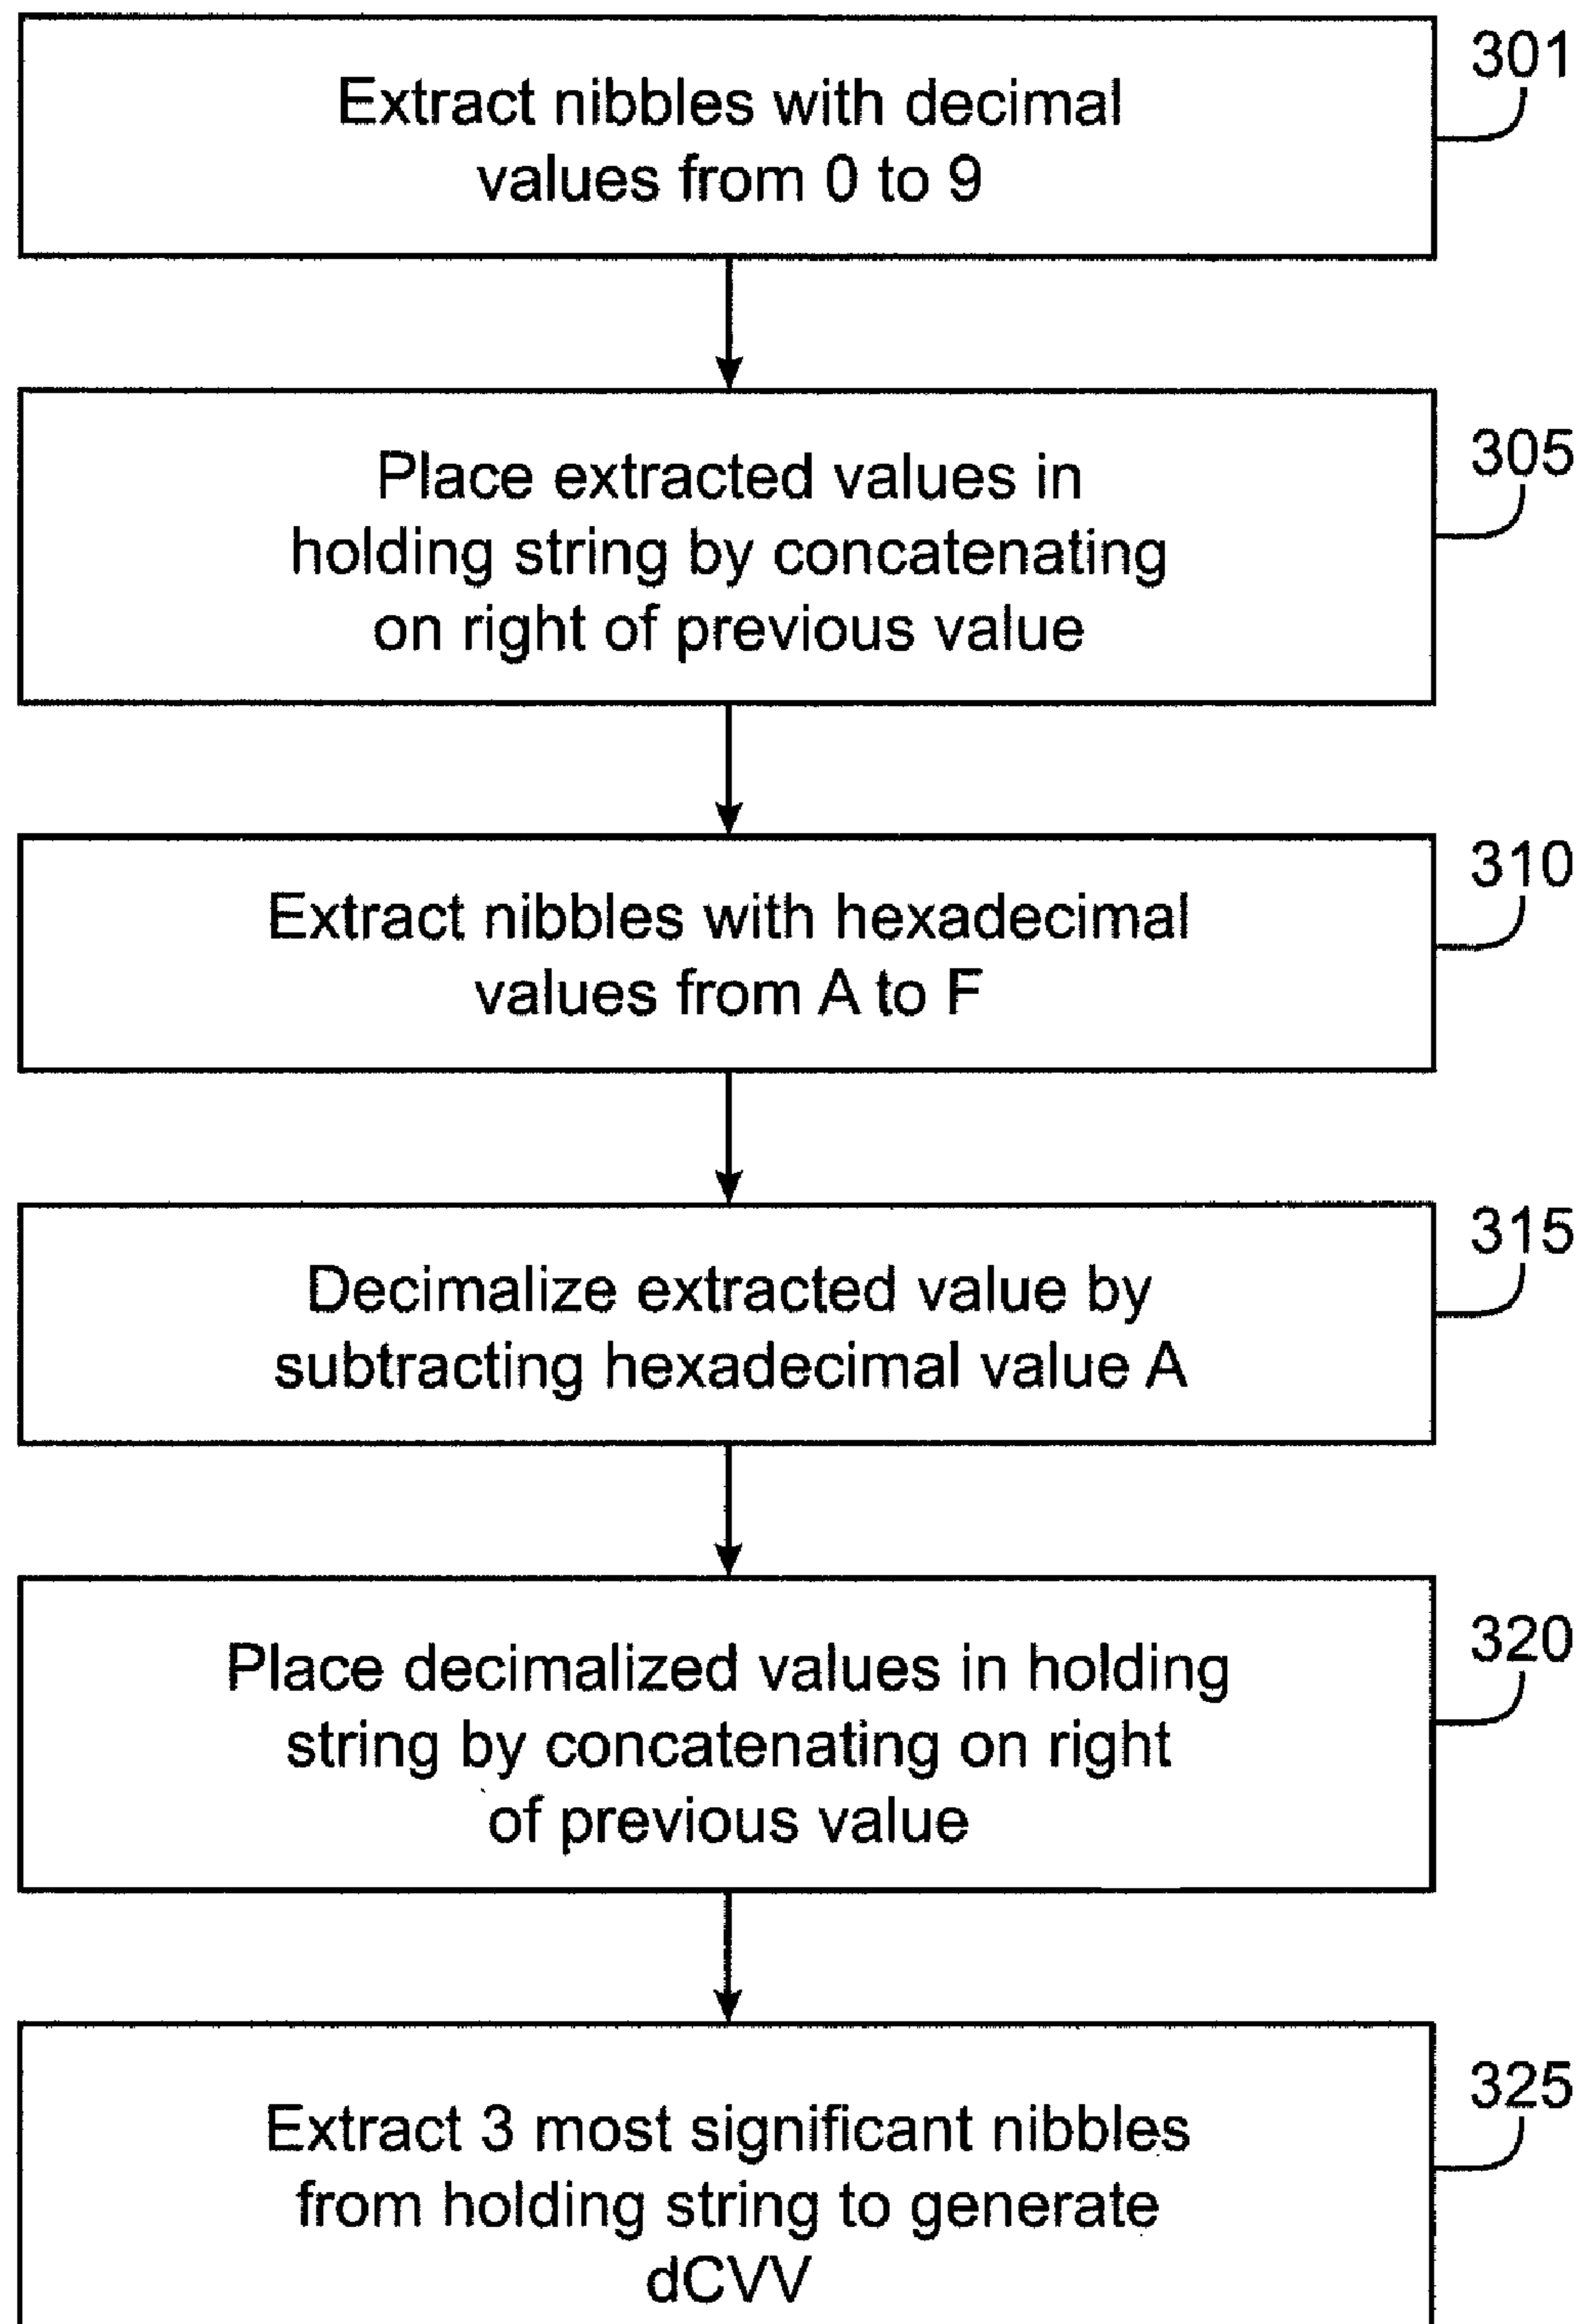 301
Extract nibbles with decimal
values from 0 to 9
305
Place extracted values in
holding string by concatenating
on right of previous value
310
Extract nibbles with hexadecimal
values from A to F
315
Decimalize extracted value by
subtracting hexadecimal value A
320
Place decimalized values in holding
string by concatenating on right
of previous value
325
Extract 3 most significant nibbles
from holding string to generate
dCVV